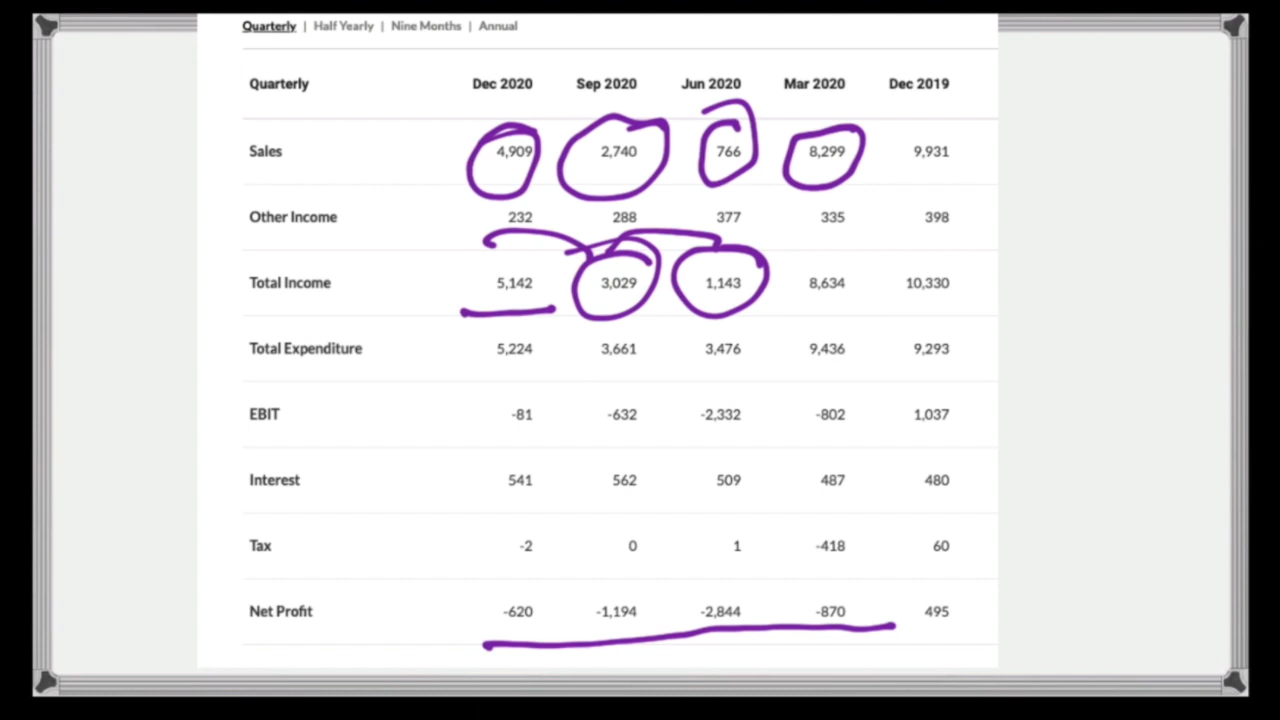 Quarterly | Half Yearly | Nine Months | Annual
Quarterly Dec 2020 Sep 2020 Jun 2020 Mar 2020 Dec 2019
Sales 4,909 2,740 766 8,299 9,931
Other Income 232 288 377 335 398
Total Income 5,142 3,029 1,143 8,634 10,330
Total Expenditure 5,224 3,661 3,476 9,436 9,293
EBIT -81 -632 -2,332 -802 1,037
Interest 541 562 509 487 480
Tax -2 0 1 -418 60
Net Profit -620 -1,194 -2,844 -870 495